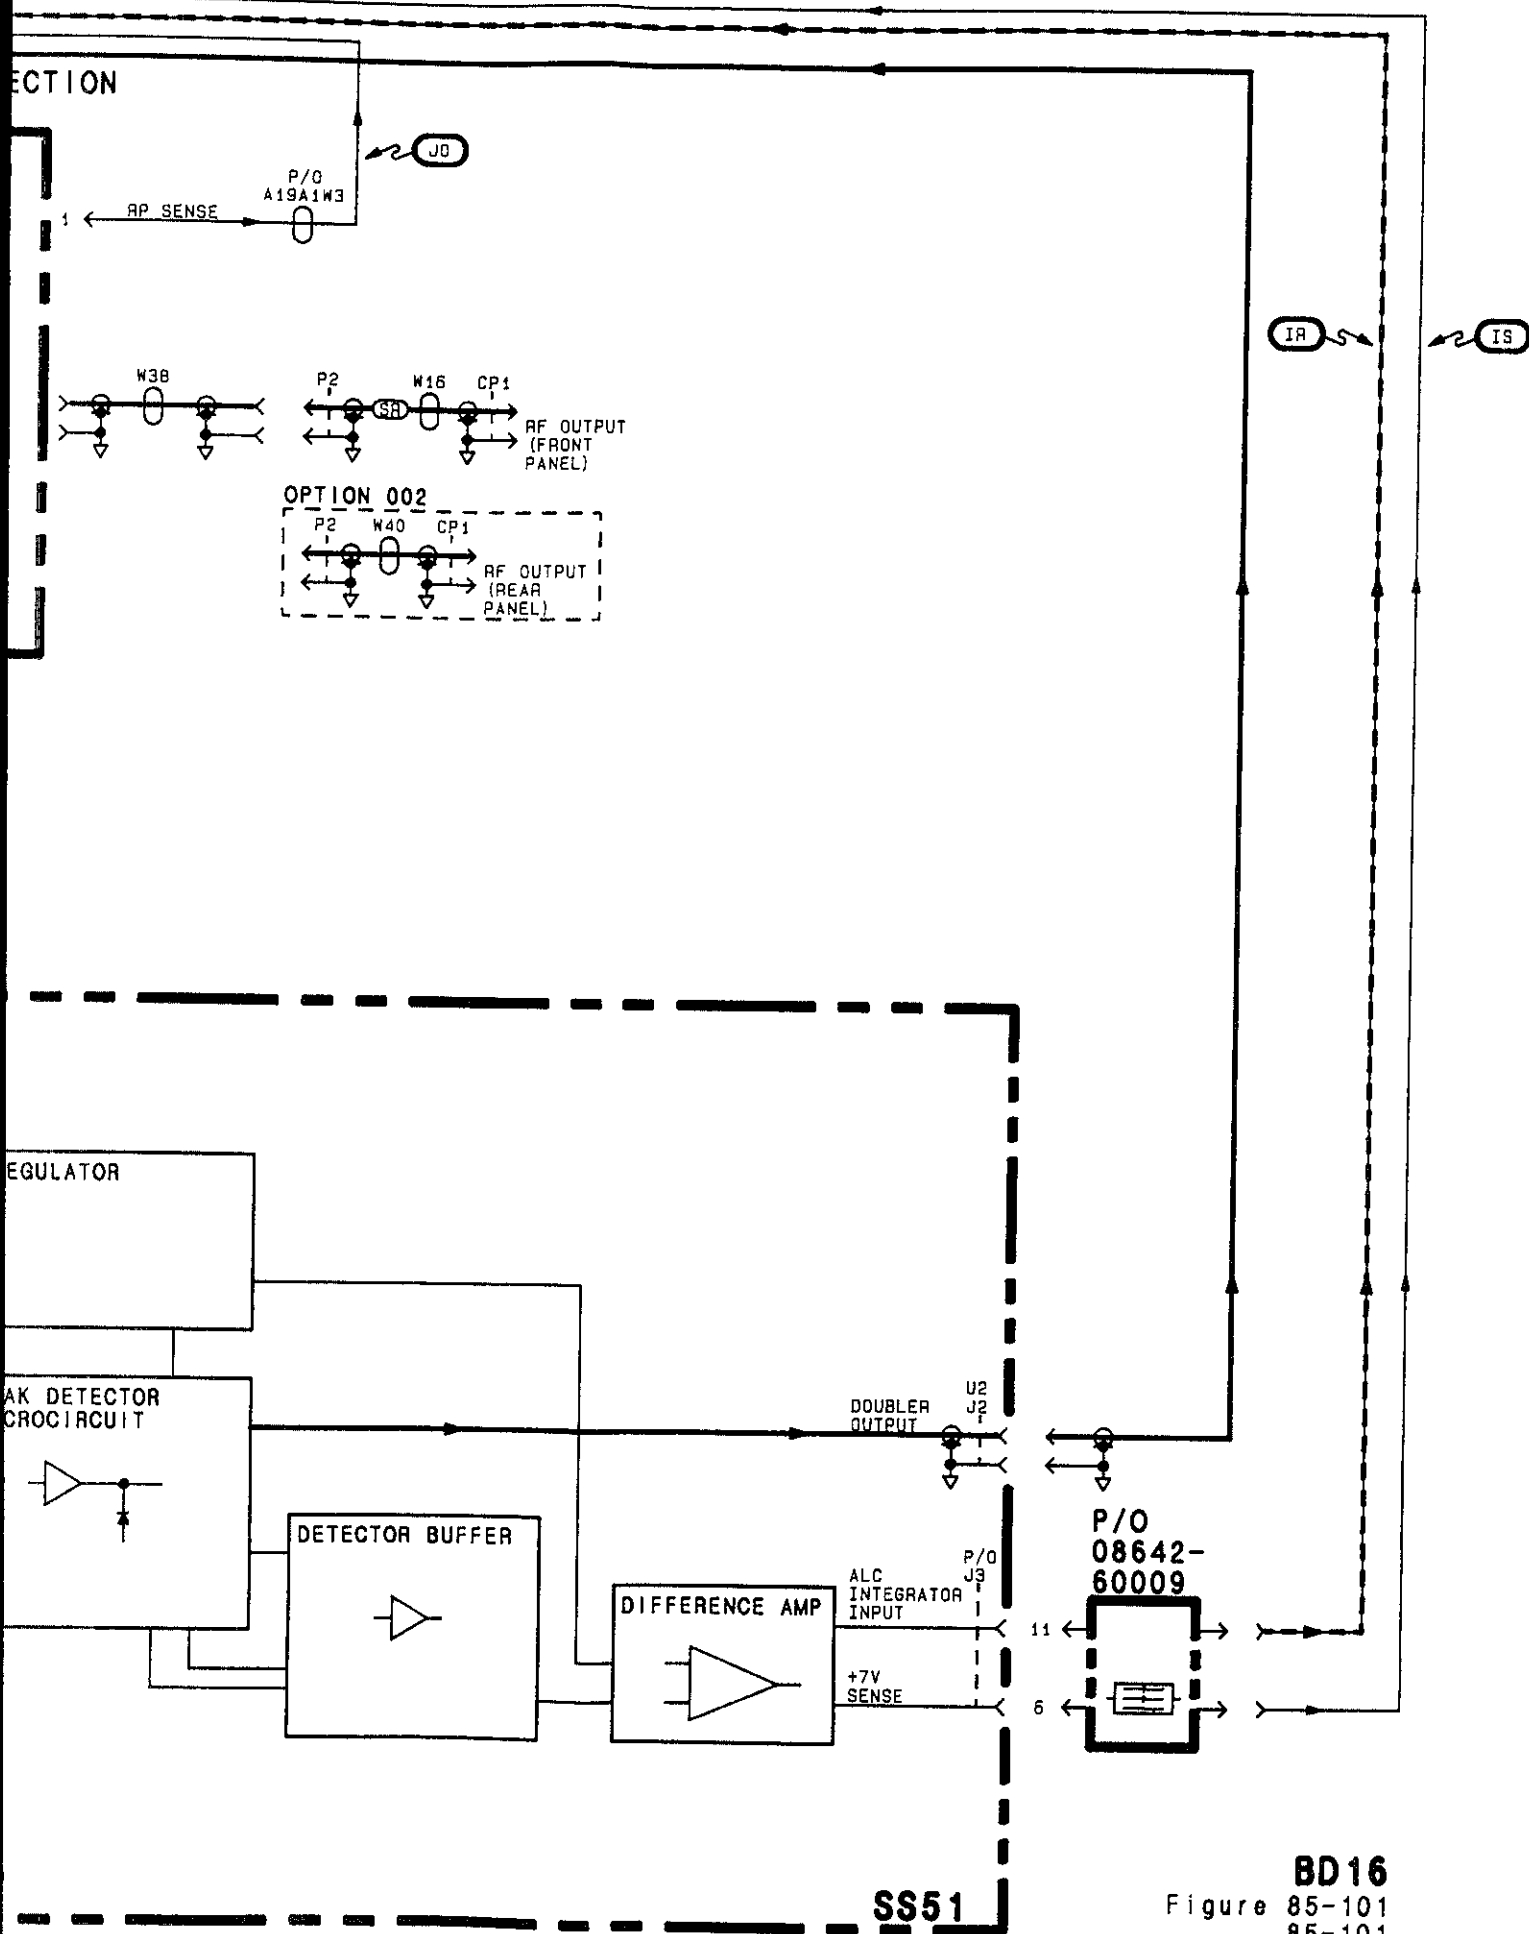 ECTION
JO
P/O
A19A1W3
1
RP SENSE
IR
IS
W38
P2
SR
W16
CP1
RF OUTPUT
(FRONT
PANEL)
OPTION 002
P2
W40
CP1
RF OUTPUT
(REAR
PANEL)
EGULATOR
AK DETECTOR
CROCIRCUIT
DOUBLER
OUTPUT
U2
J2
DETECTOR BUFFER
DIFFERENCE AMP
ALC
INTEGRATOR
INPUT
P/O
J3
+7V
SENSE
11
6
P/O
08642-
60009
SS51
BD16
Figure 85-101
85-101